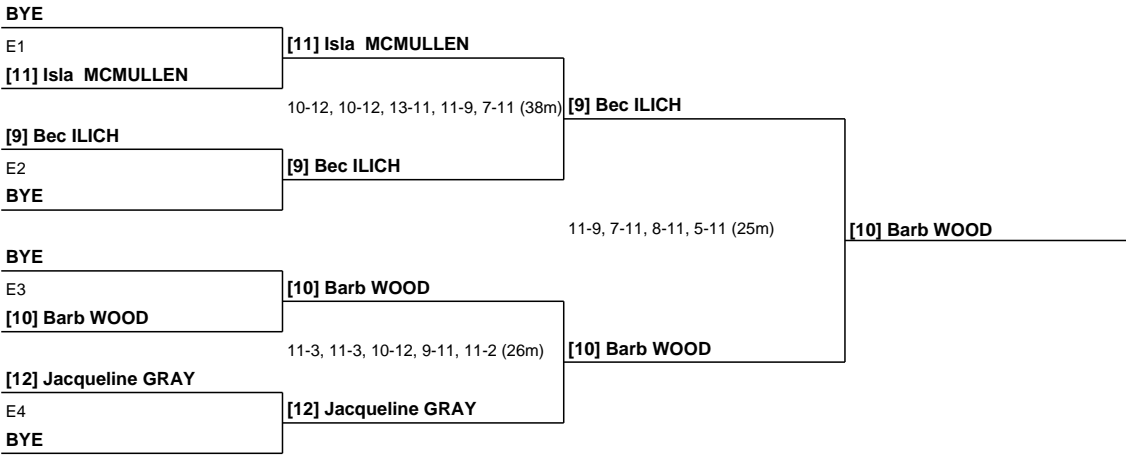 BYE
E1
[11] Isla  MCMULLEN
[11] Isla  MCMULLEN
10-12, 10-12, 13-11, 11-9, 7-11 (38m)
[9] Bec ILICH
[9] Bec ILICH
E2
[9] Bec ILICH
BYE
11-9, 7-11, 8-11, 5-11 (25m)
[10] Barb WOOD
BYE
E3
[10] Barb WOOD
[10] Barb WOOD
11-3, 11-3, 10-12, 9-11, 11-2 (26m)
[10] Barb WOOD
[12] Jacqueline GRAY
E4
[12] Jacqueline GRAY
BYE